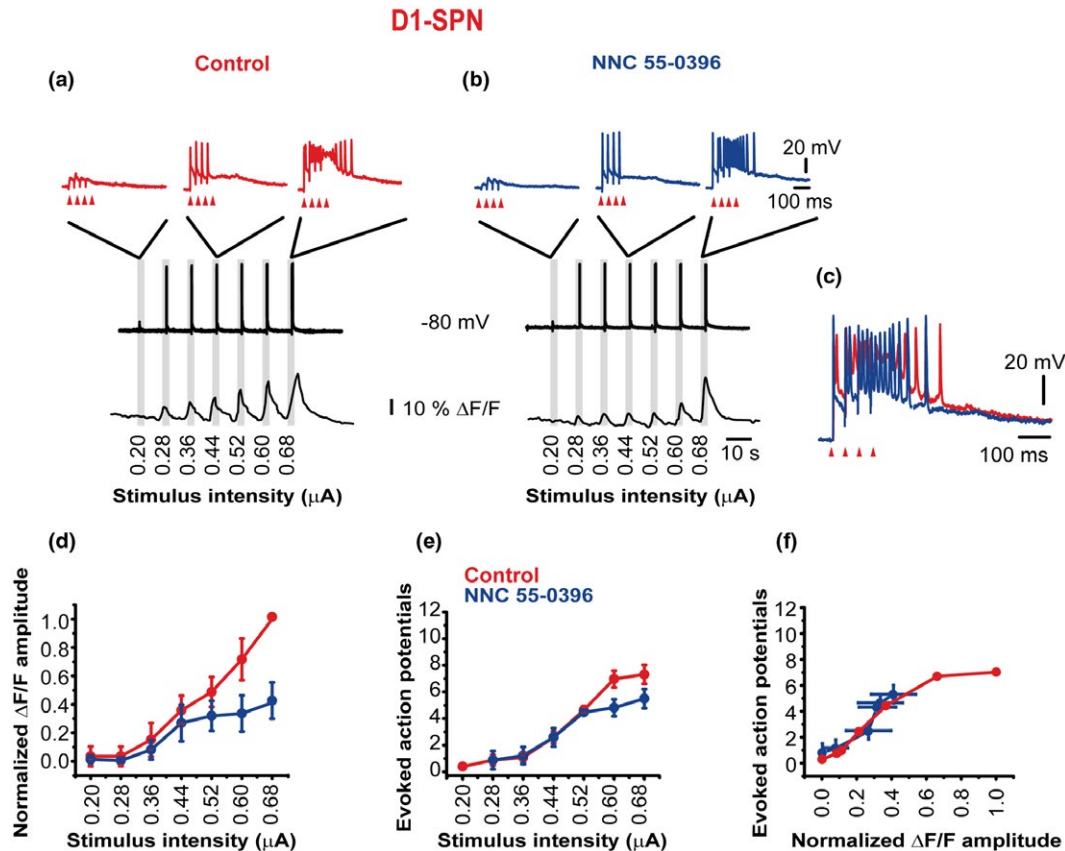 D1-SPN
(a)
Control
(b)
NNC 55-0396
20 mV
100 ms
-80 mV
10 % ΔF/F
0.20
0.28
0.36
0.44
0.52
0.60
0.68
Stimulus intensity (μA)
0.20
0.28
0.36
0.44
0.52
0.60
0.68
10 s
Stimulus intensity (μA)
(c)
20 mV
100 ms
(d)
Normalized ΔF/F amplitude
1.0
0.8
0.6
0.4
0.2
0.0
0.20
0.28
0.36
0.44
0.52
0.60
0.68
Stimulus intensity (μA)
(e)
Control
NNC 55-0396
Evoked action potentials
12
10
8
6
4
2
0
0.20
0.28
0.36
0.44
0.52
0.60
0.68
Stimulus intensity (μA)
(f)
Evoked action potentials
12
10
8
6
4
2
0
0.0
0.2
0.4
0.6
0.8
1.0
Normalized ΔF/F amplitude